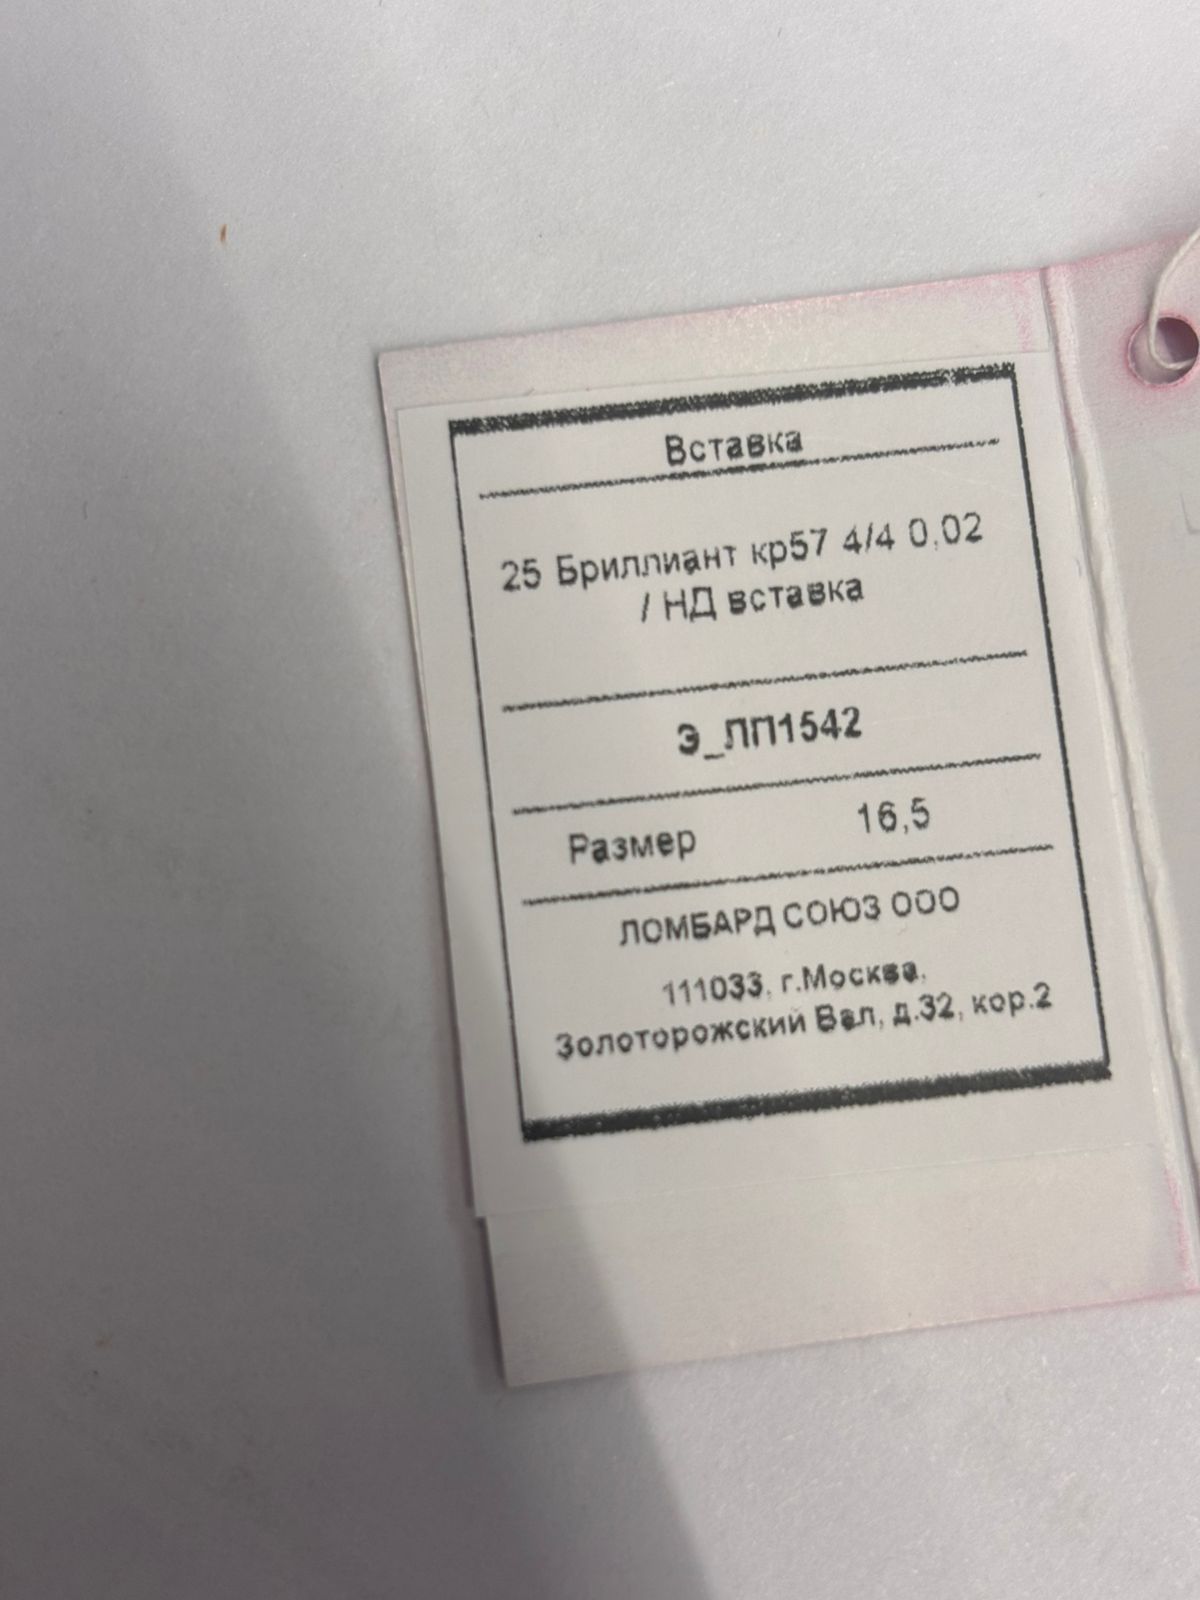 Вставка
25 Бриллиант кр57 4/4 0,02
/ НД вставка
Э_ЛП1542
Размер 16,5
ЛОМБАРД СОЮЗ ООО
111033, г.Москва,
Золоторожский Вал, д.32, кор.2